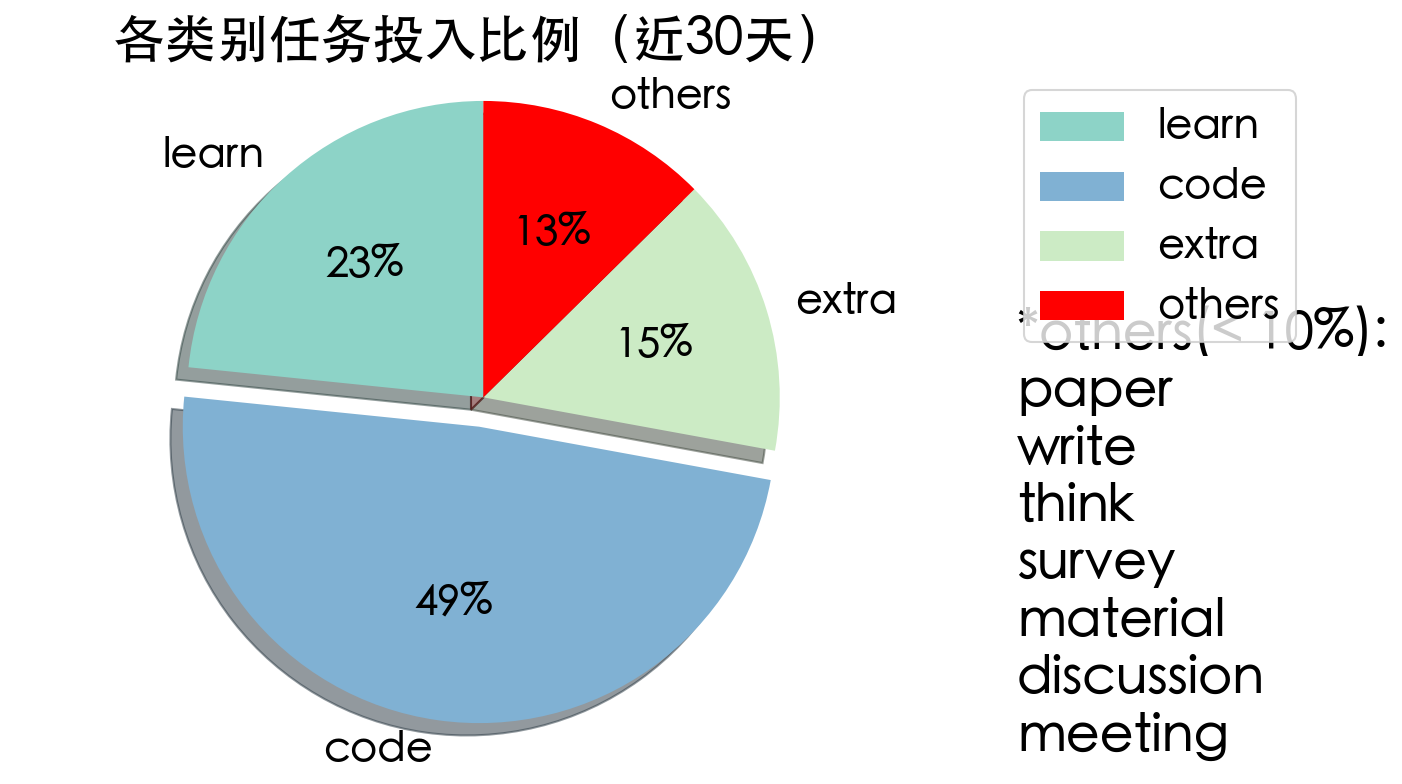 各类别任务投入比例（近30天）
others
learn
23%
13%
extra
15%
49%
code
learn
code
extra
others
*others(< 10%):
paper
write
think
survey
material
discussion
meeting